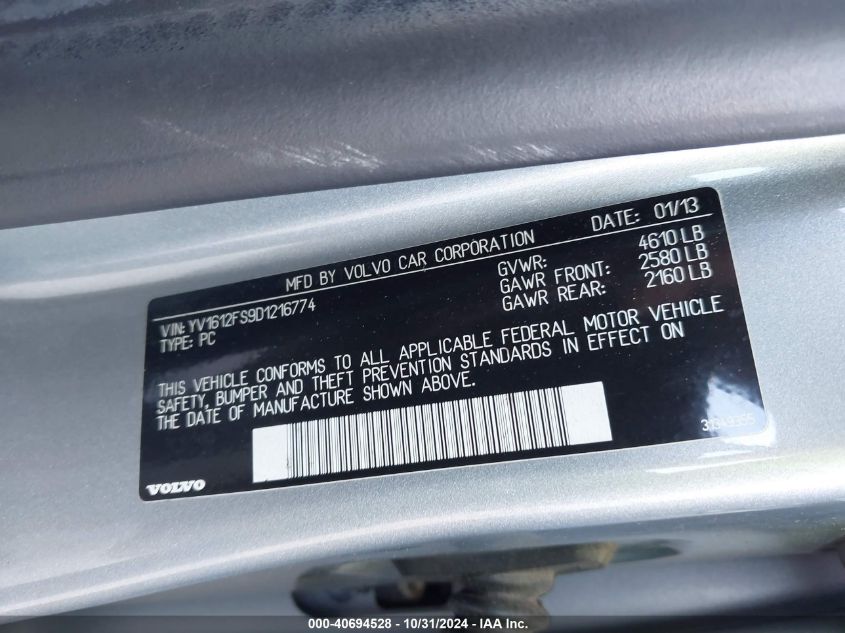 MFD BY VOLVO CAR CORPORATION DATE: 01/13
VIN: YV1612FS9D1216774
TYPE: PC
GVWR: 4610 LB
GAWR FRONT: 2580 LB
GAWR REAR: 2160 LB
THIS VEHICLE CONFORMS TO ALL APPLICABLE FEDERAL MOTOR VEHICLE
SAFETY, BUMPER AND THEFT PREVENTION STANDARDS IN EFFECT ON
THE DATE OF MANUFACTURE SHOWN ABOVE.
VOLVO
000-40694528 - 10/31/2024 - IAA Inc.